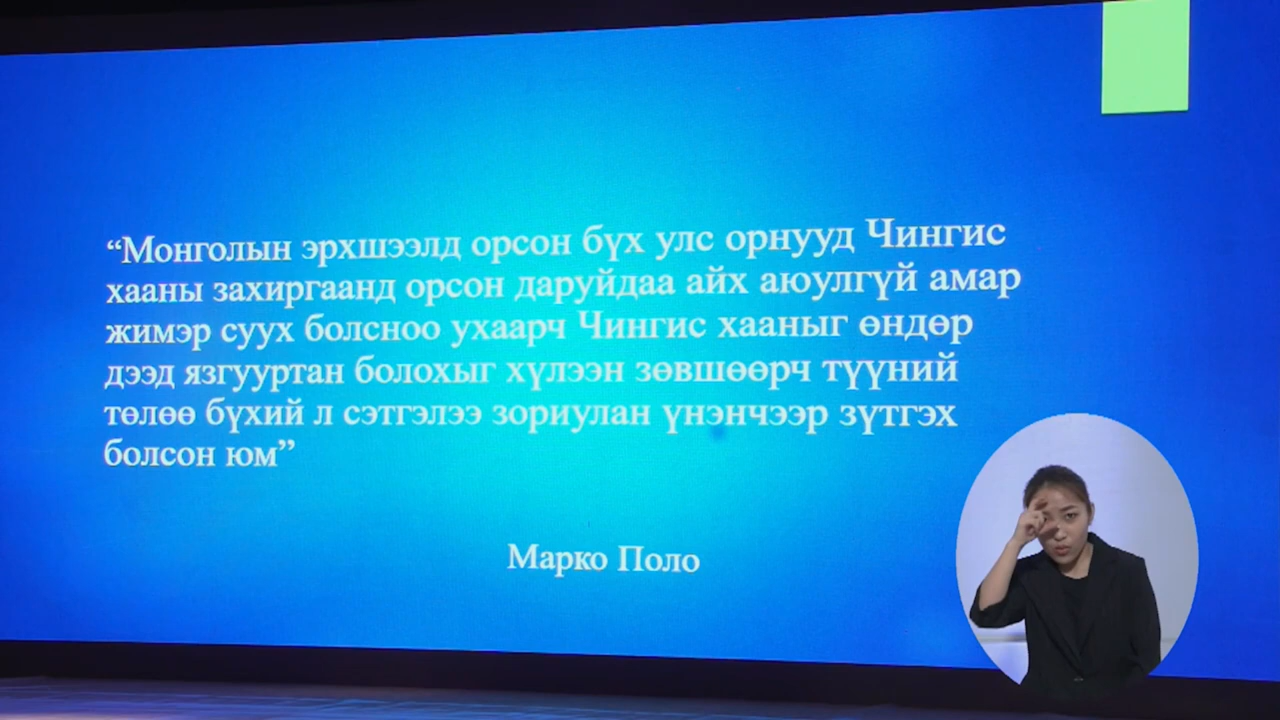 “Монголын эрхшээлд орсон бүх улс орнууд Чингис
хааны захиргаанд орсон даруйдаа айх аюулгүй амар
жимэр суух болсноо ухаарч Чингис хааныг өндөр
дээд язгууртан болохыг хүлээн зөвшөөрч түүний
төлөө бүхий л сэтгэлээ зориулан үнэнчээр зүтгэх
болсон юм”
Марко Поло